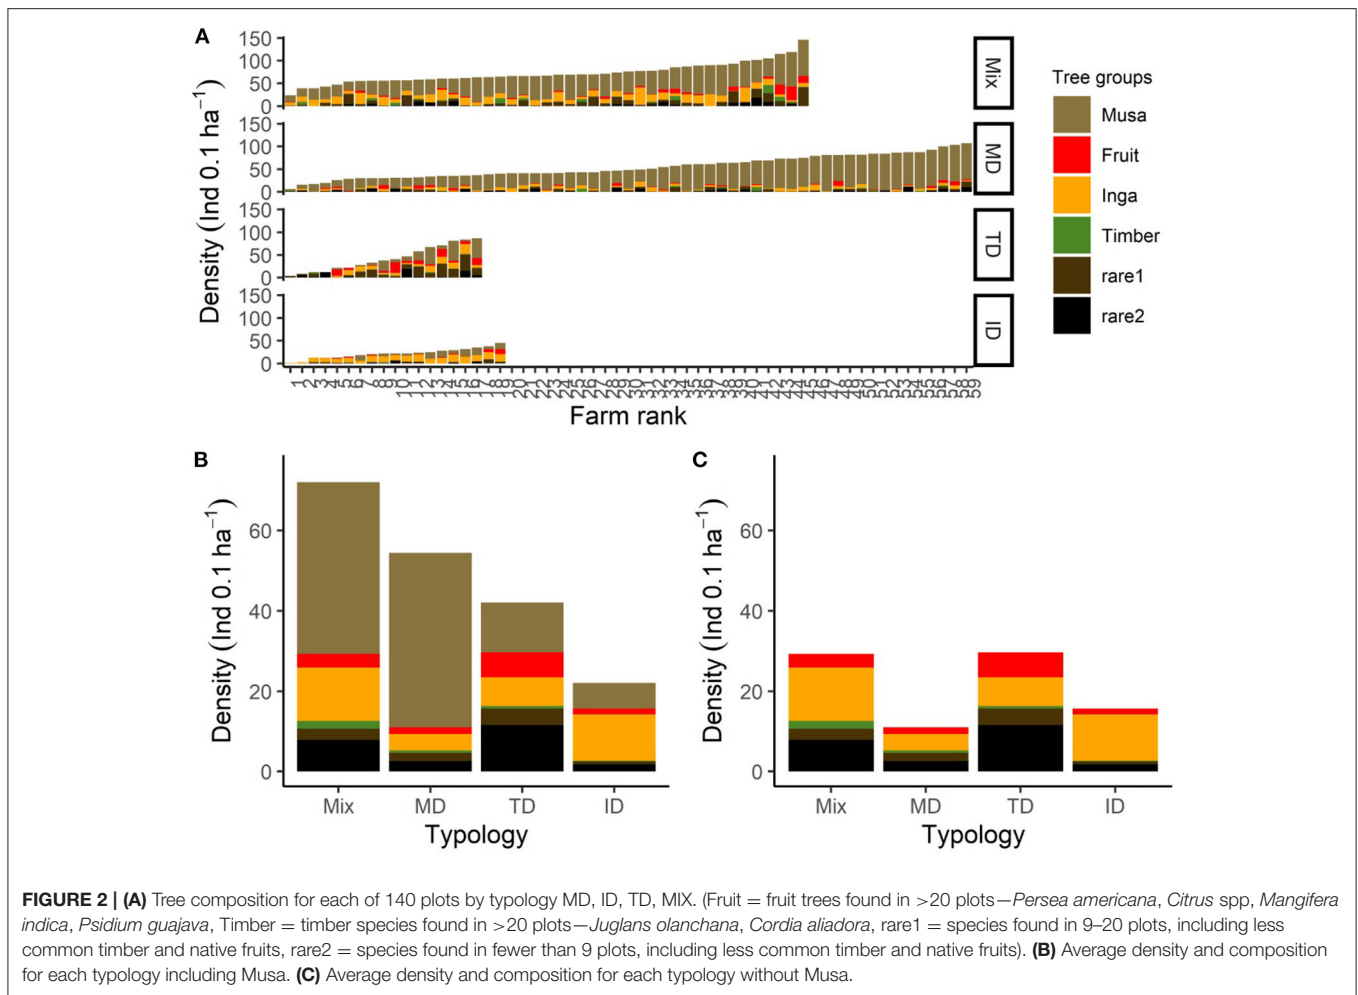 A
Density (Ind 0.1 ha⁻¹)
150
100
50
0
Mix
150
100
50
0
MD
150
100
50
0
TD
150
100
50
0
ID
1 2 3 4 5 6 7 8 9 10 11 12 13 14 15 16 17 18 19 20 21 22 23 24 25 26 27 28 29 30 31 32 33 34 35 36 37 38 39 40 41 42 43 44 45 46 47 48 49 50 51 52 53 54 55 56 57 58 59
Farm rank
Tree groups
Musa
Fruit
Inga
Timber
rare1
rare2
B
Density (Ind 0.1 ha⁻¹)
60
40
20
0
Mix MD TD ID
Typology
C
Density (Ind 0.1 ha⁻¹)
60
40
20
0
Mix MD TD ID
Typology
FIGURE 2 | (A) Tree composition for each of 140 plots by typology MD, ID, TD, MIX. (Fruit = fruit trees found in >20 plots—Persea americana, Citrus spp, Mangifera
indica, Psidium guajava, Timber = timber species found in >20 plots—Juglans olanchana, Cordia aliadora, rare1 = species found in 9–20 plots, including less
common timber and native fruits, rare2 = species found in fewer than 9 plots, including less common timber and native fruits). (B) Average density and composition
for each typology including Musa. (C) Average density and composition for each typology without Musa.